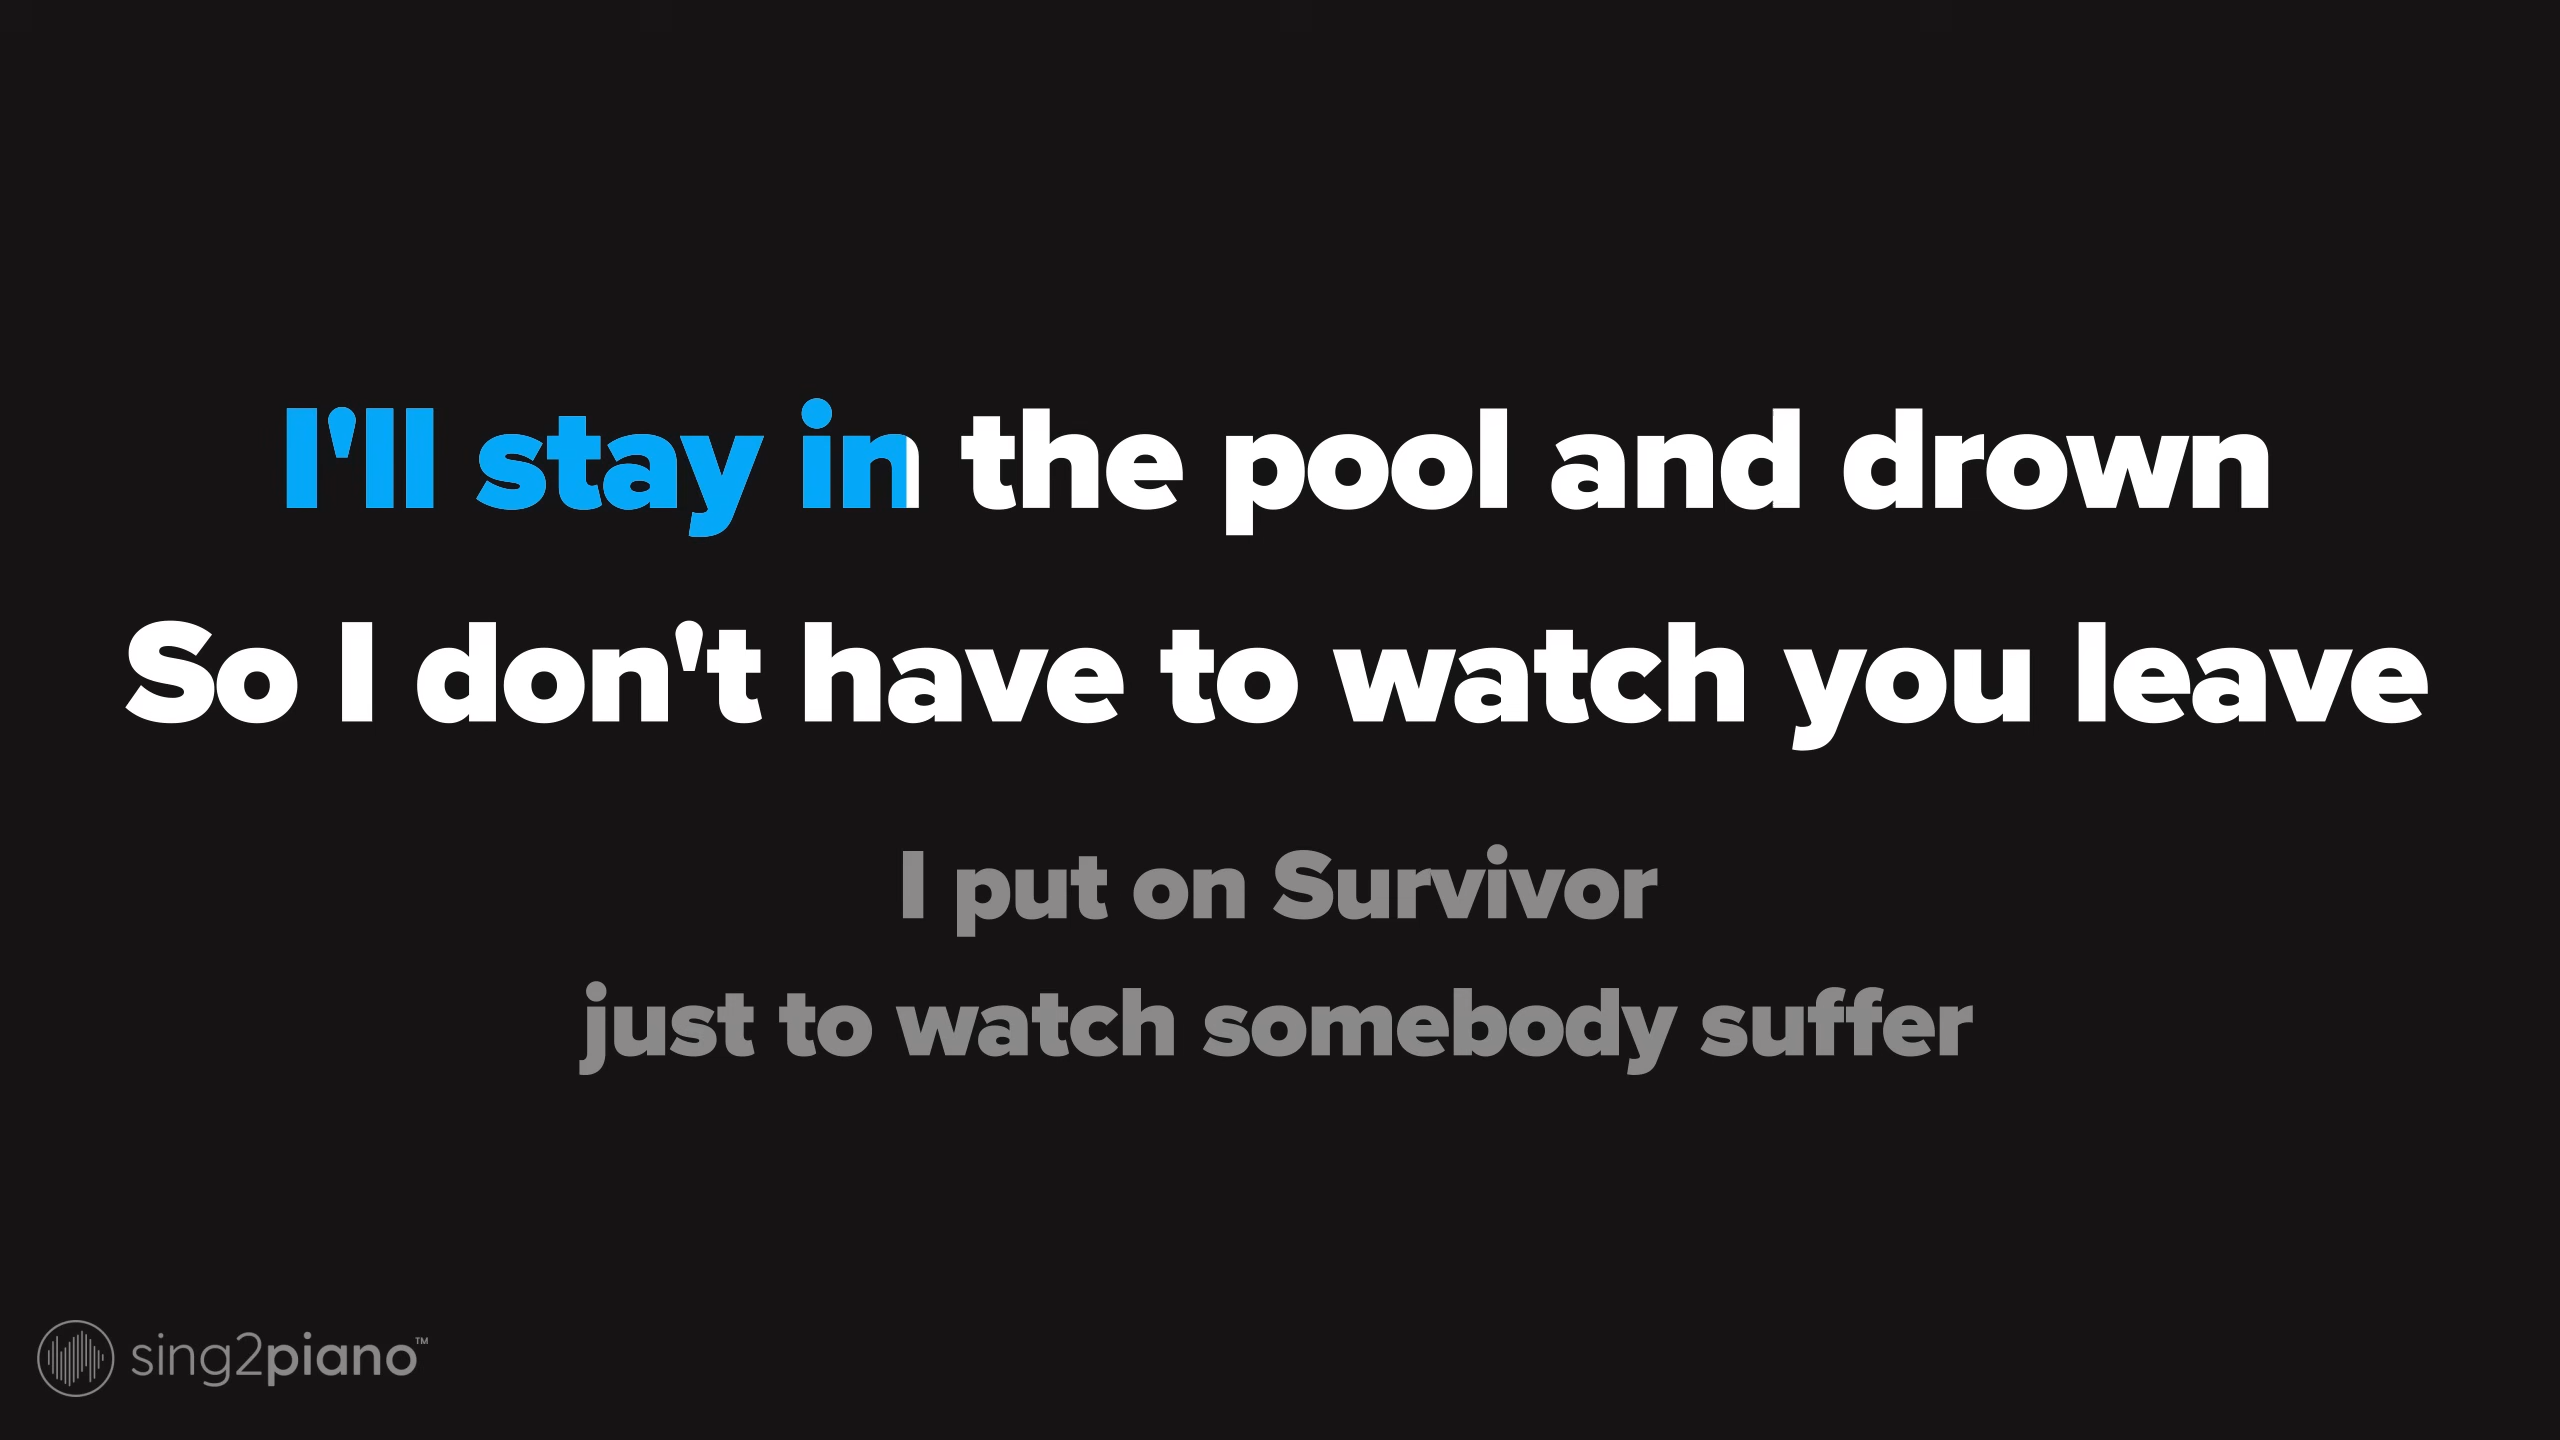 I'll stay in the pool and drown
So I don't have to watch you leave
I put on Survivor
just to watch somebody suffer
sing2piano™